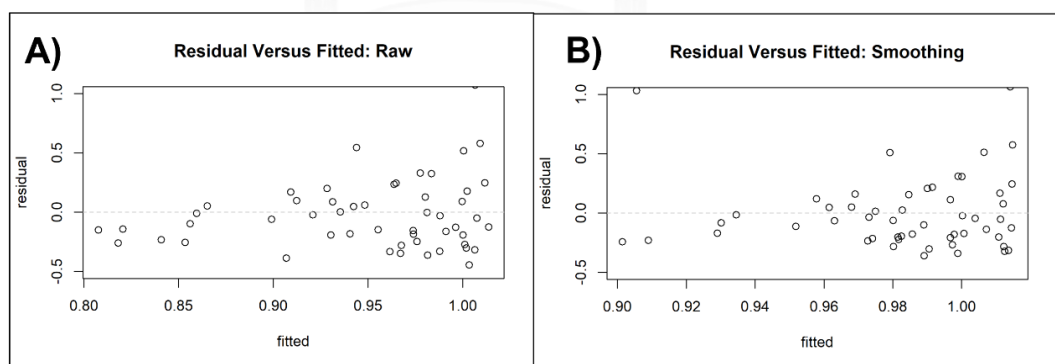 A)
Residual Versus Fitted: Raw
residual
1.0
0.5
0.0
-0.5
0.80 0.85 0.90 0.95 1.00
fitted
B)
Residual Versus Fitted: Smoothing
residual
1.0
0.5
0.0
-0.5
0.90 0.92 0.94 0.96 0.98 1.00
fitted